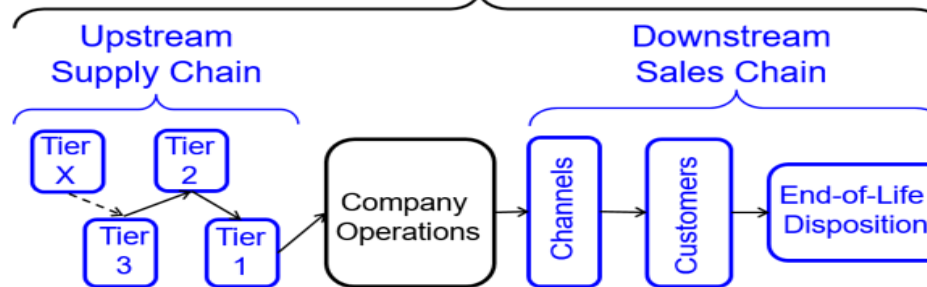 Upstream
Supply Chain
Downstream
Sales Chain
Tier
X
Tier
2
Tier
3
Tier
1
Company
Operations
Channels
Customers
End-of-Life
Disposition